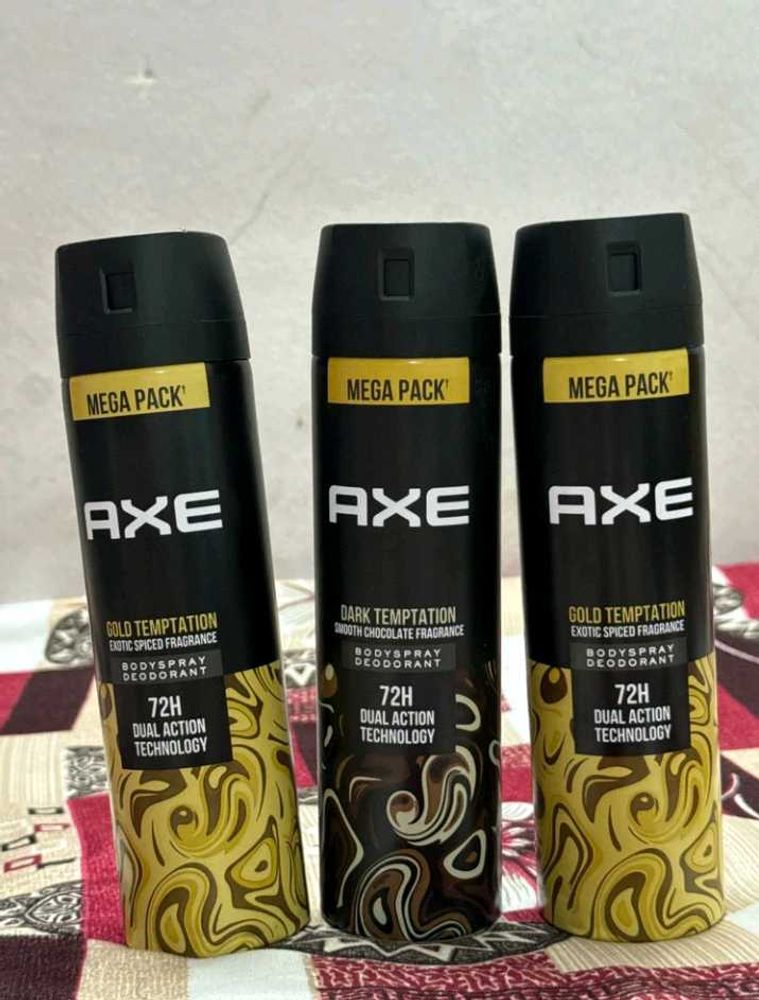 MEGA PACK†
AXE
GOLD TEMPTATION
EXOTIC SPICED FRAGRANCE
BODYSPRAY
DEODORANT
72H
DUAL ACTION
TECHNOLOGY
MEGA PACK†
AXE
DARK TEMPTATION
SMOOTH CHOCOLATE FRAGRANCE
BODYSPRAY
DEODORANT
72H
DUAL ACTION
TECHNOLOGY
MEGA PACK†
AXE
GOLD TEMPTATION
EXOTIC SPICED FRAGRANCE
BODYSPRAY
DEODORANT
72H
DUAL ACTION
TECHNOLOGY